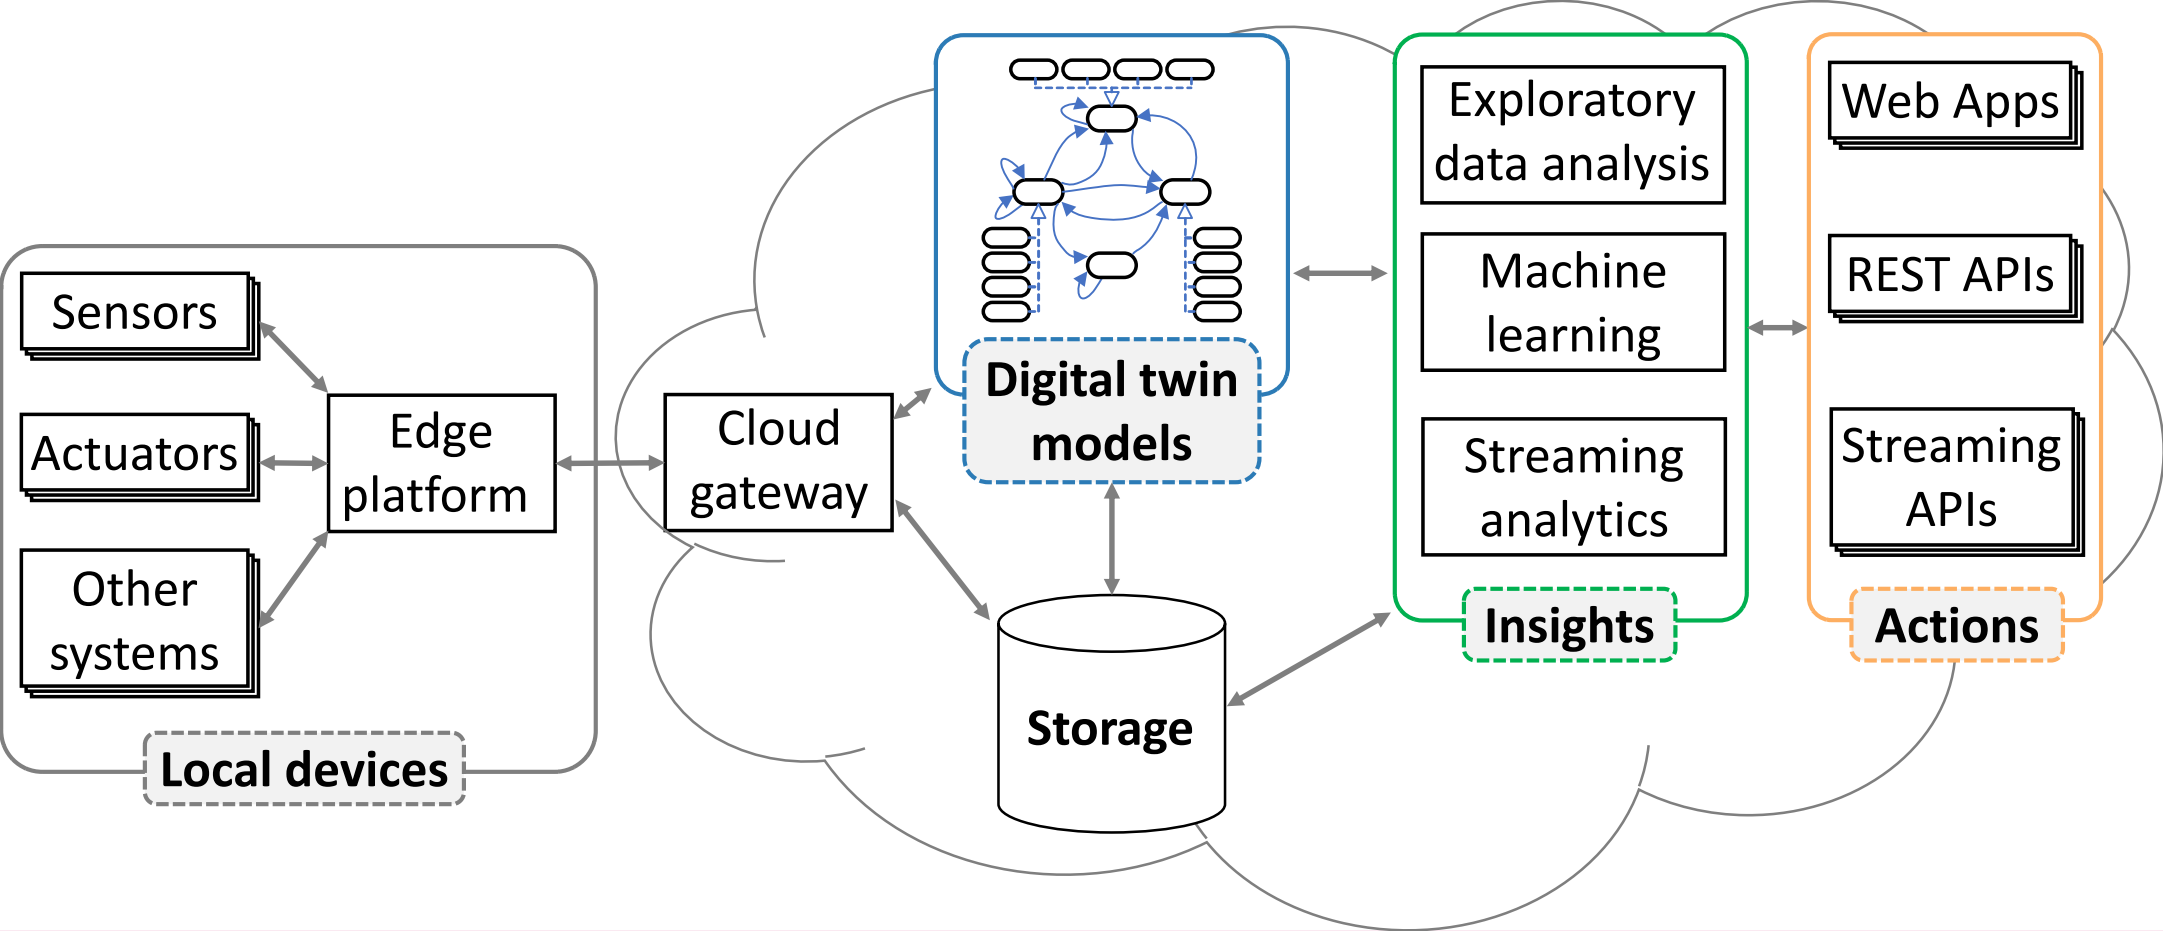 Sensors
Actuators
Other
systems
Edge
platform
Local devices
Cloud
gateway
Digital twin
models
Storage
Exploratory
data analysis
Machine
learning
Streaming
analytics
Insights
Web Apps
REST APIs
Streaming
APIs
Actions